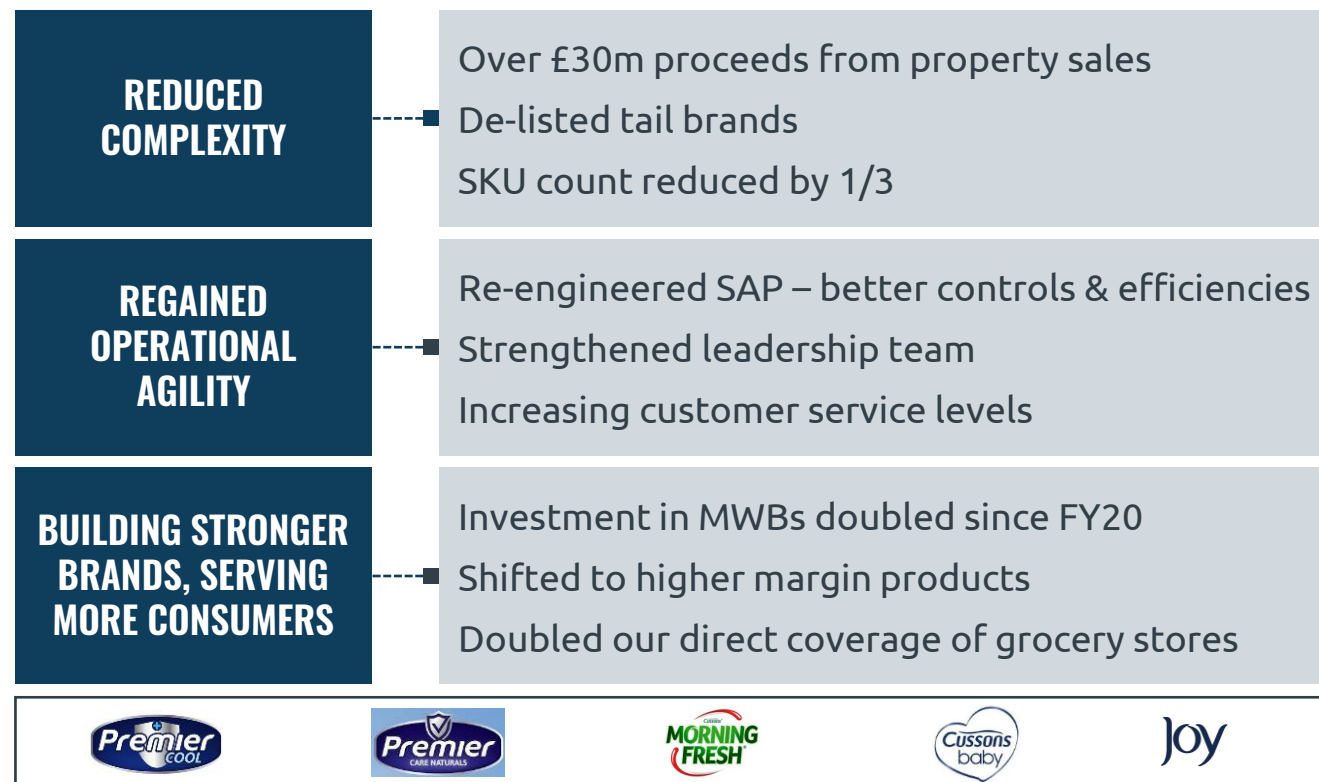 REDUCED
COMPLEXITY
Over £30m proceeds from property sales
De-listed tail brands
SKU count reduced by 1/3
REGAINED
OPERATIONAL
AGILITY
Re-engineered SAP – better controls & efficiencies
Strengthened leadership team
Increasing customer service levels
BUILDING STRONGER
BRANDS, SERVING
MORE CONSUMERS
Investment in MWBs doubled since FY20
Shifted to higher margin products
Doubled our direct coverage of grocery stores
Premier
COOL
Premier
CARE NATURALS
Cussons
MORNING
FRESH
Cussons
baby
Joy